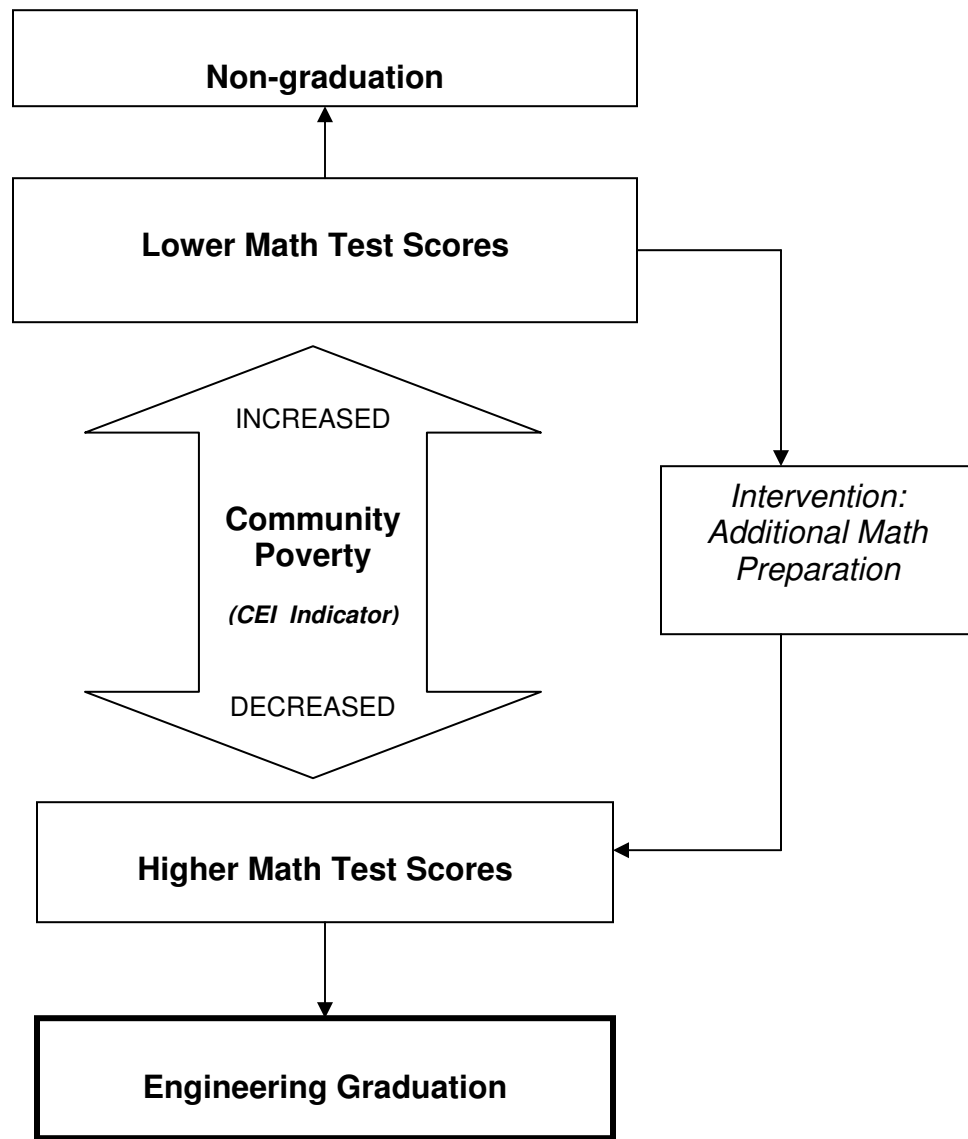 Non-graduation
Lower Math Test Scores
INCREASED
Community
Poverty
(CEI Indicator)
DECREASED
Intervention:
Additional Math
Preparation
Higher Math Test Scores
Engineering Graduation